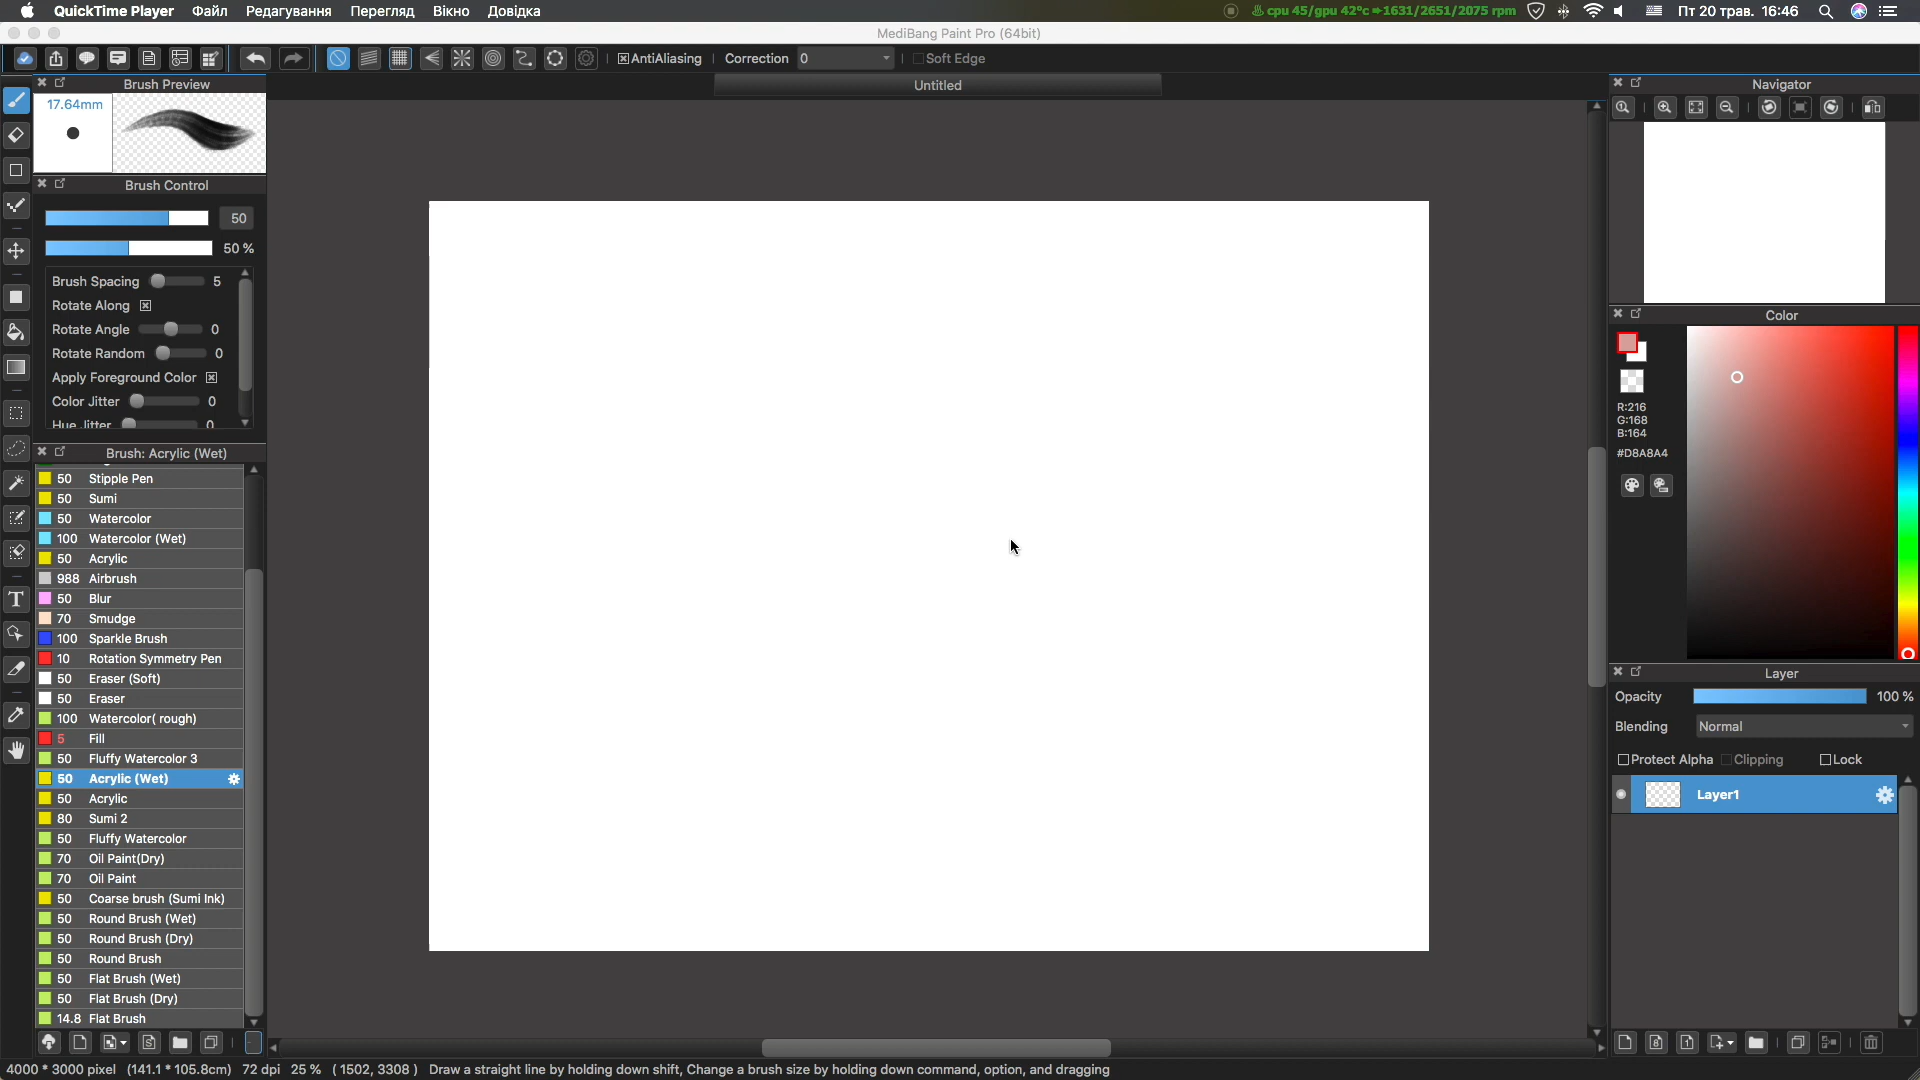 QuickTime Player Файл Редагування Перегляд Вікно Довідка
cpu 45/gpu 42°c 1631/2651/2075 rpm Пт 20 трав. 16:46
MediBang Paint Pro (64bit)
AntiAliasing Correction 0 Soft Edge
Untitled
Brush Preview
17.64mm
Brush Control
50
50 %
Brush Spacing 5
Rotate Along
Rotate Angle 0
Rotate Random 0
Apply Foreground Color
Color Jitter 0
Hue Jitter 0
Brush: Acrylic (Wet)
50 Stipple Pen
50 Sumi
50 Watercolor
100 Watercolor (Wet)
50 Acrylic
988 Airbrush
50 Blur
70 Smudge
100 Sparkle Brush
10 Rotation Symmetry Pen
50 Eraser (Soft)
50 Eraser
100 Watercolor( rough)
5 Fill
50 Fluffy Watercolor 3
50 Acrylic (Wet)
50 Acrylic
80 Sumi 2
50 Fluffy Watercolor
70 Oil Paint(Dry)
70 Oil Paint
50 Coarse brush (Sumi Ink)
50 Round Brush (Wet)
50 Round Brush (Dry)
50 Round Brush
50 Flat Brush (Wet)
50 Flat Brush (Dry)
14.8 Flat Brush
Navigator
Color
R:216
G:168
B:164
#D8A8A4
Layer
Opacity 100 %
Blending Normal
Protect Alpha Clipping Lock
Layer1
4000 * 3000 pixel (141.1 * 105.8cm) 72 dpi 25 % ( 1502, 3308 ) Draw a straight line by holding down shift, Change a brush size by holding down command, option, and dragging